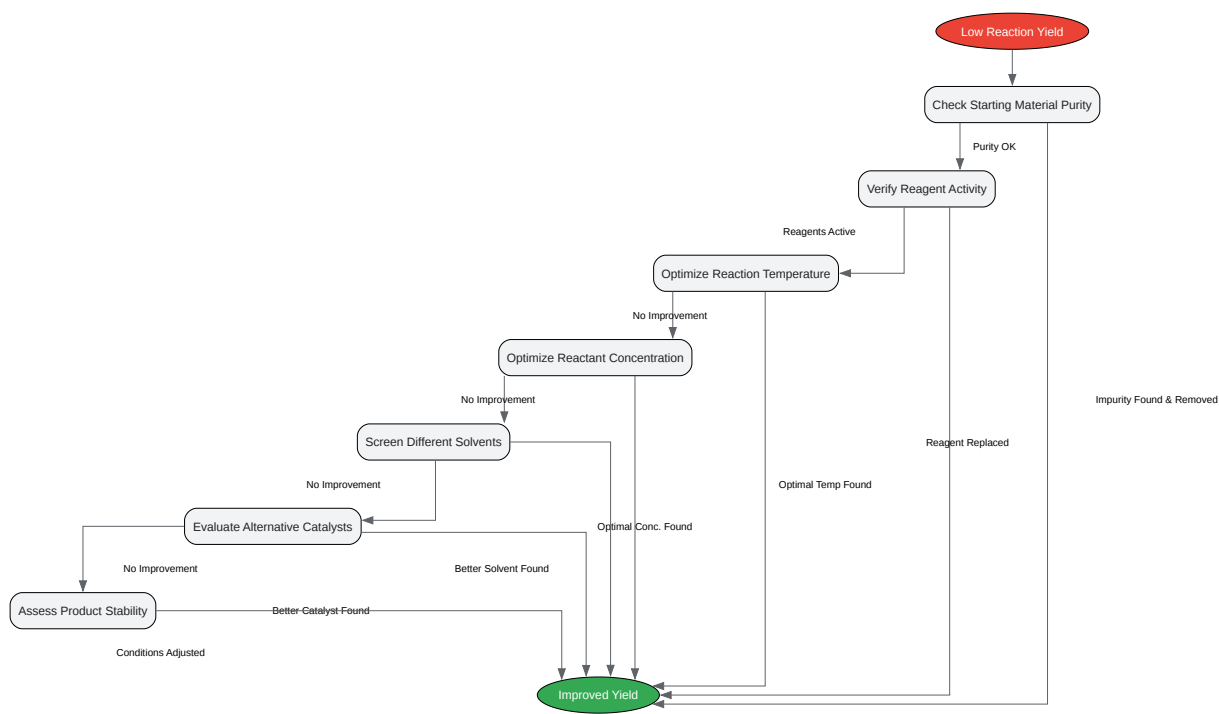 Low Reaction Yield
Check Starting Material Purity
Purity OK
Verify Reagent Activity
Reagents Active
Optimize Reaction Temperature
No Improvement
Optimize Reactant Concentration
No Improvement
Impurity Found & Removed
Screen Different Solvents
Reagent Replaced
No Improvement
Optimal Temp Found
Evaluate Alternative Catalysts
Optimal Conc. Found
No Improvement
Better Solvent Found
Assess Product Stability
Better Catalyst Found
Conditions Adjusted
Improved Yield